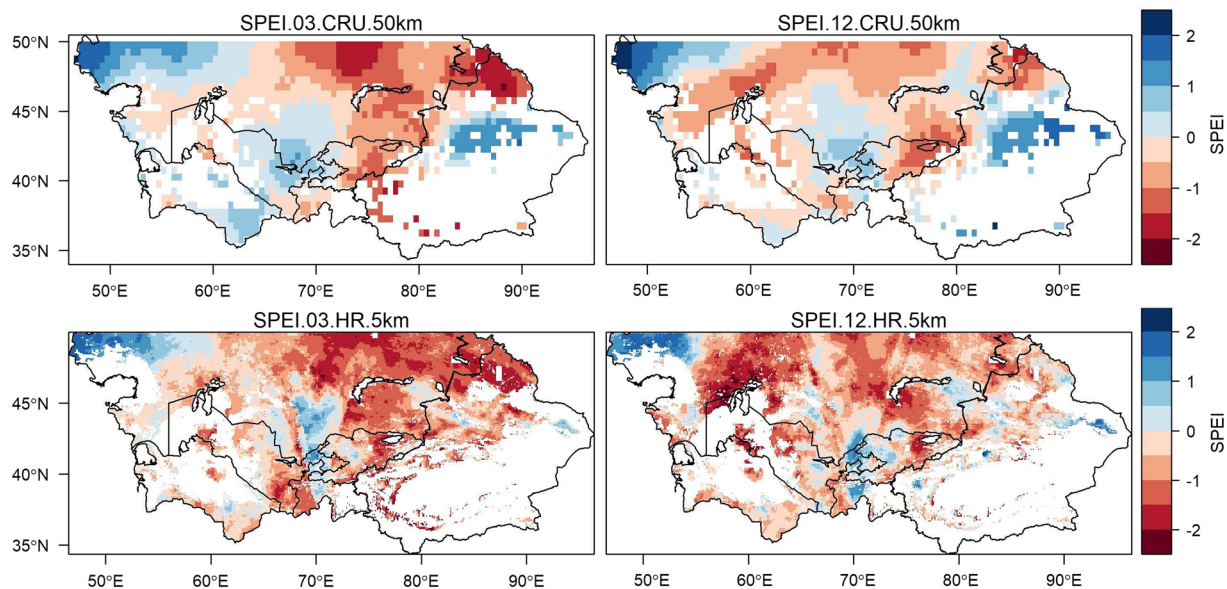 SPEI.03.CRU.50km SPEI.12.CRU.50km
50°N
45°N
40°N
35°N
50°E 60°E 70°E 80°E 90°E 50°E 60°E 70°E 80°E 90°E
2
1
0
-1
-2
SPEI
SPEI.03.HR.5km SPEI.12.HR.5km
45°N
40°N
35°N
50°E 60°E 70°E 80°E 90°E 50°E 60°E 70°E 80°E 90°E
2
1
0
-1
-2
SPEI